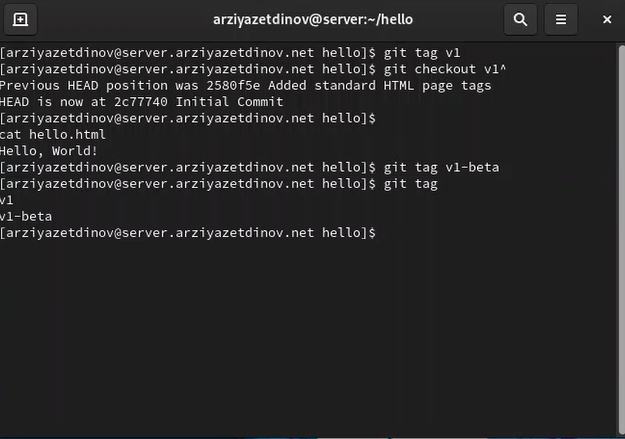 arziyazetdinov@server:~/hello
[arziyazetdinov@server.arziyazetdinov.net hello]$ git tag v1
[arziyazetdinov@server.arziyazetdinov.net hello]$ git checkout v1^
Previous HEAD position was 2580f5e Added standard HTML page tags
HEAD is now at 2c77740 Initial Commit
[arziyazetdinov@server.arziyazetdinov.net hello]$
cat hello.html
Hello, World!
[arziyazetdinov@server.arziyazetdinov.net hello]$ git tag v1-beta
[arziyazetdinov@server.arziyazetdinov.net hello]$ git tag
v1
v1-beta
[arziyazetdinov@server.arziyazetdinov.net hello]$